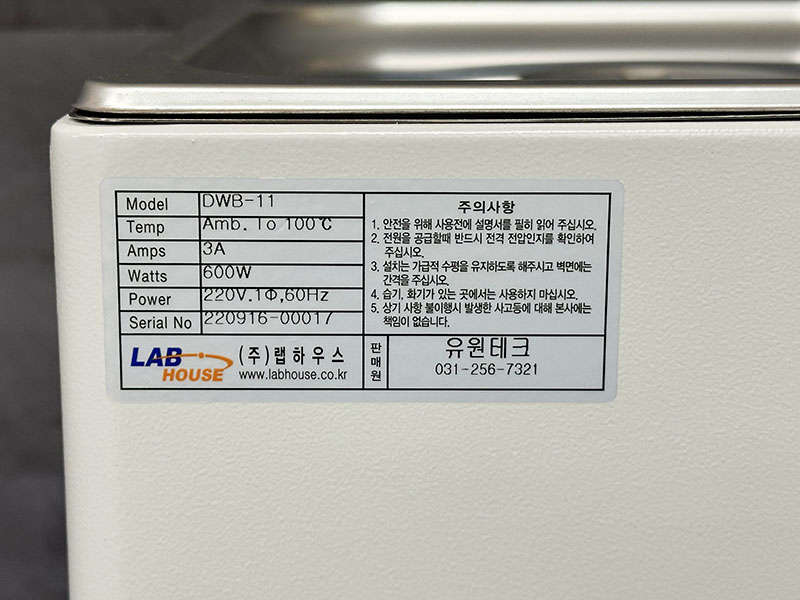 Model DWB-11
Temp Amb. To 100℃
Amps 3A
Watts 600W
Power 220V.1Φ,60Hz
Serial No 220916-00017
주의사항
1. 안전을 위해 사용전에 설명서를 필히 읽어 주십시오.
2. 전원을 공급할때 반드시 전격 전압인지를 확인하여
주십시오.
3. 설치는 가급적 수평을 유지하도록 해주시고 벽면에는
간격을 주십시오.
4. 습기, 화기가 있는 곳에서는 사용하지 마십시오.
5. 상기 사항 불이행시 발생한 사고등에 대해 본사에는
책임이 없습니다.
LAB HOUSE
(주)랩하우스
www.labhouse.co.kr
판매원
유원테크
031-256-7321